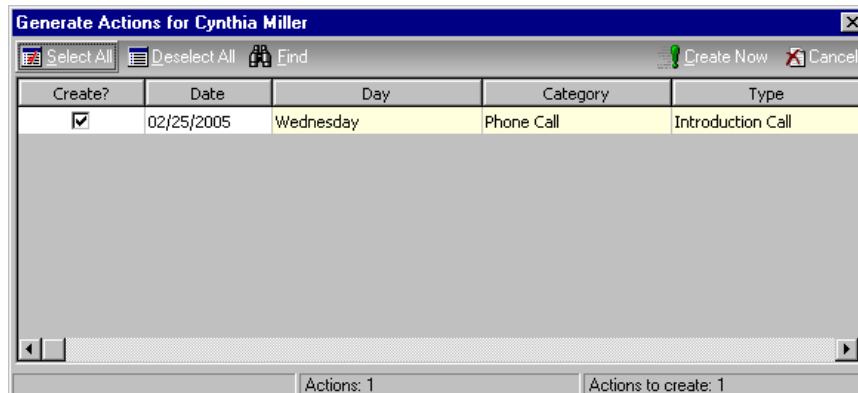 Generate Actions for Cynthia Miller
Select All Deselect All Find Create Now Cancel
Create? Date Day Category Type
02/25/2005 Wednesday Phone Call Introduction Call
Actions: 1 Actions to create: 1